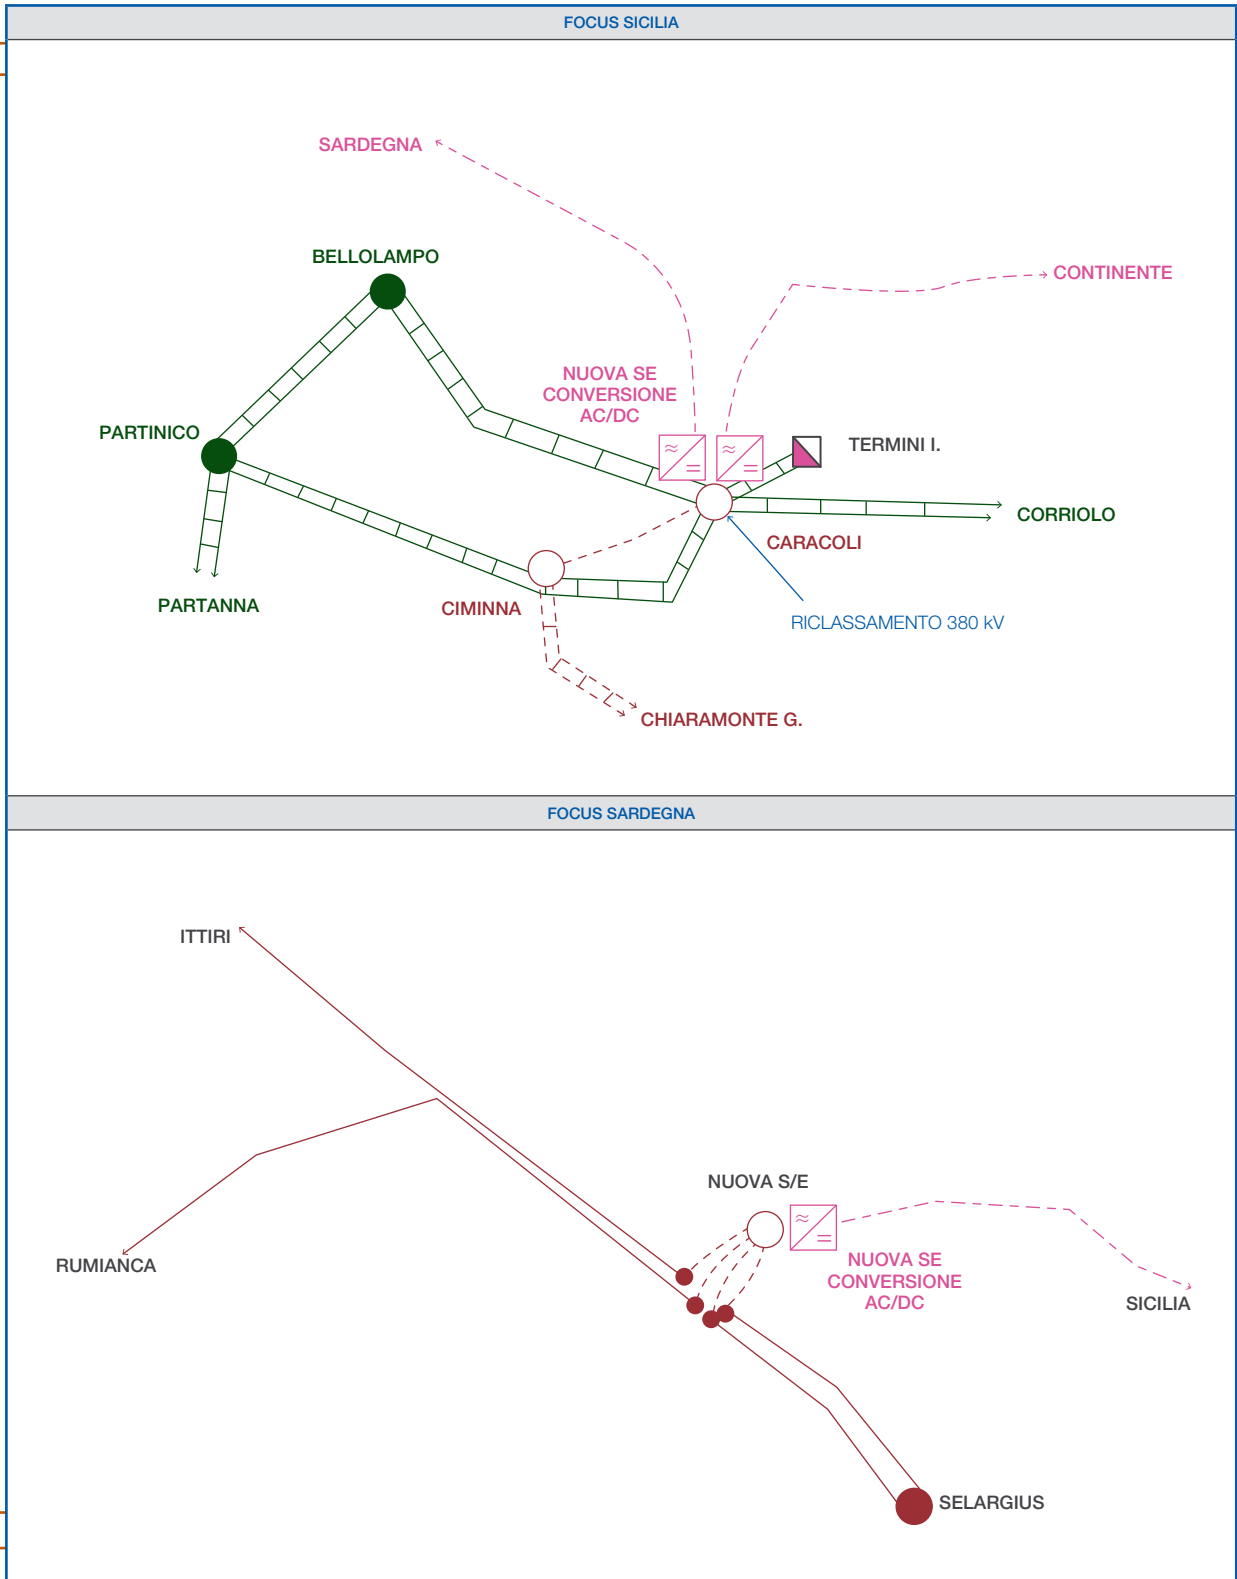 FOCUS SICILIA
SARDEGNA
BELLOLAMPO
CONTINENTE
NUOVA SE
CONVERSIONE
AC/DC
PARTINICO
TERMINI I.
CORRIOLO
CARACOLI
PARTANNA
CIMINNA
RICLASSAMENTO 380 kV
CHIARAMONTE G.
FOCUS SARDEGNA
ITTIRI
NUOVA S/E
RUMIANCA
NUOVA SE
CONVERSIONE
AC/DC
SICILIA
SELARGIUS